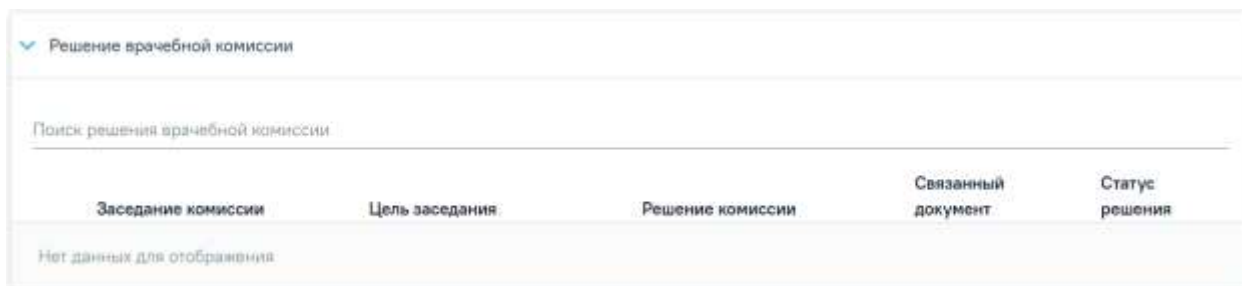 Решение врачебной комиссии
Поиск решения врачебной комиссии
Заседание комиссии Цель заседания Решение комиссии Связанный документ Статус решения
Нет данных для отображения